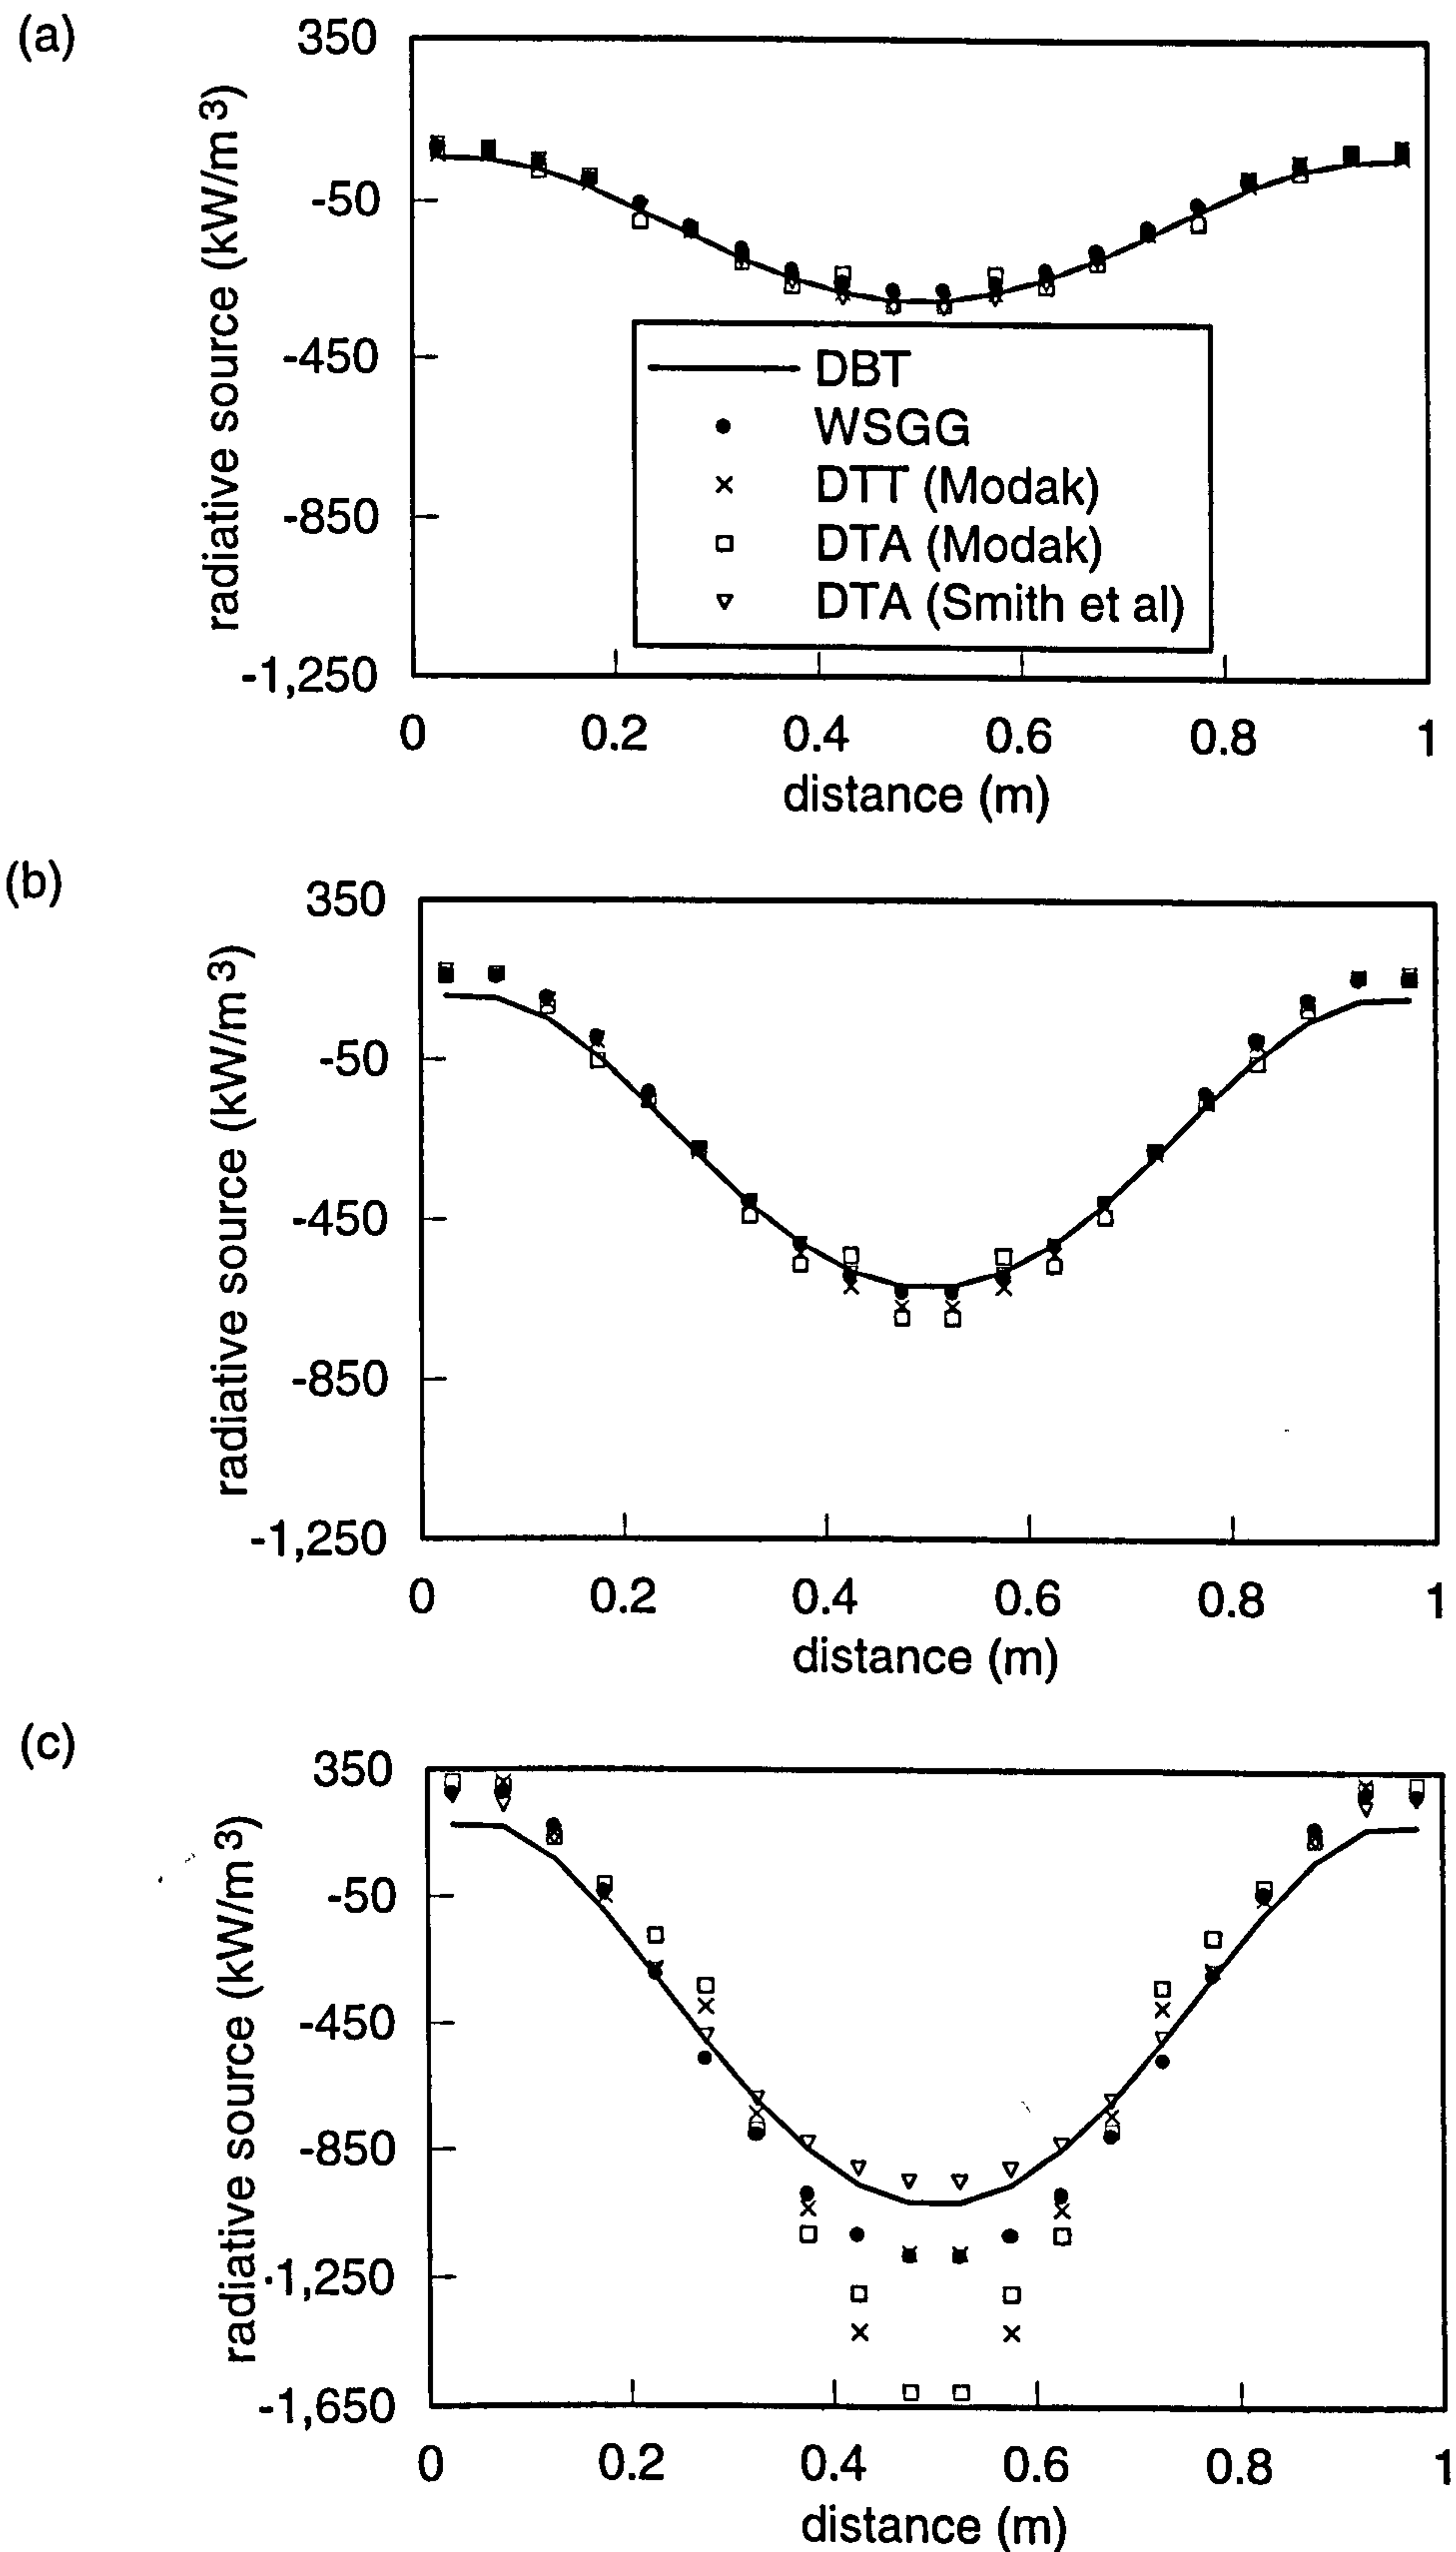 (a)
350
-50
-450
-850
-1,250
radiative source (kW/m³)
DBT
WSGG
DTT (Modak)
DTA (Modak)
DTA (Smith et al)
0 0.2 0.4 0.6 0.8 1
distance (m)
(b)
350
-50
-450
-850
-1,250
radiative source (kW/m³)
0 0.2 0.4 0.6 0.8 1
distance (m)
(c)
350
-50
-450
-850
-1,250
-1,650
radiative source (kW/m³)
0 0.2 0.4 0.6 0.8 1
distance (m)